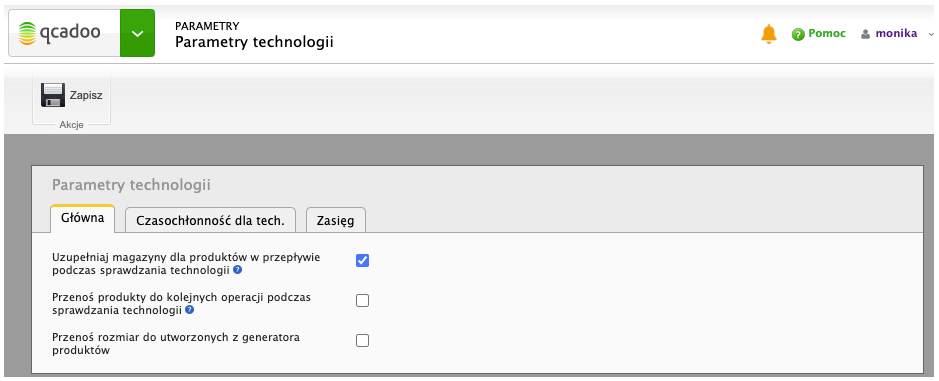 qcadoo
PARAMETRY
Parametry technologii
Pomoc
monika
Zapisz
Akcje
Parametry technologii
Główna
Czasochłonność dla tech.
Zasięg
Uzupełniaj magazyny dla produktów w przepływie
podczas sprawdzania technologii ?
Przenoś produkty do kolejnych operacji podczas
sprawdzania technologii ?
Przenoś rozmiar do utworzonych z generatora
produktów